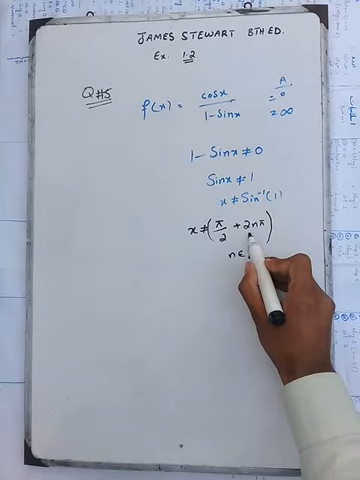 JAMES STEWART 8TH ED.
Ex. 1.2
Q#5
f(x) = cosx / 1 - Sinx
A / 0 = = ∞
1 - Sinx ≠ 0
Sinx ≠ 1
x ≠ Sin⁻¹(1)
x ≠ (π/2 + 2nπ)
n ∈